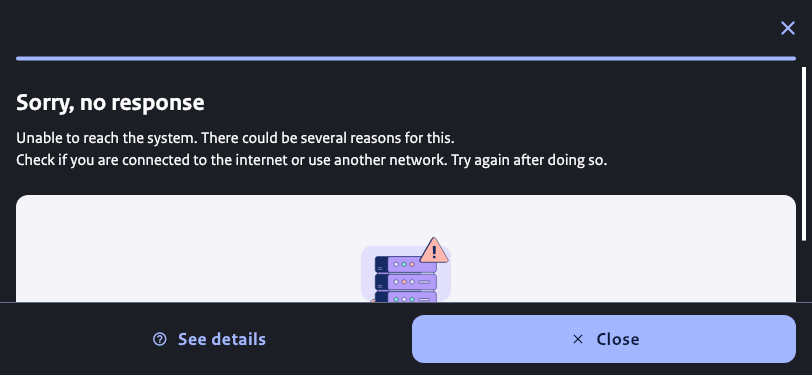 Sorry, no response
Unable to reach the system. There could be several reasons for this.
Check if you are connected to the internet or use another network. Try again after doing so.
See details
Close